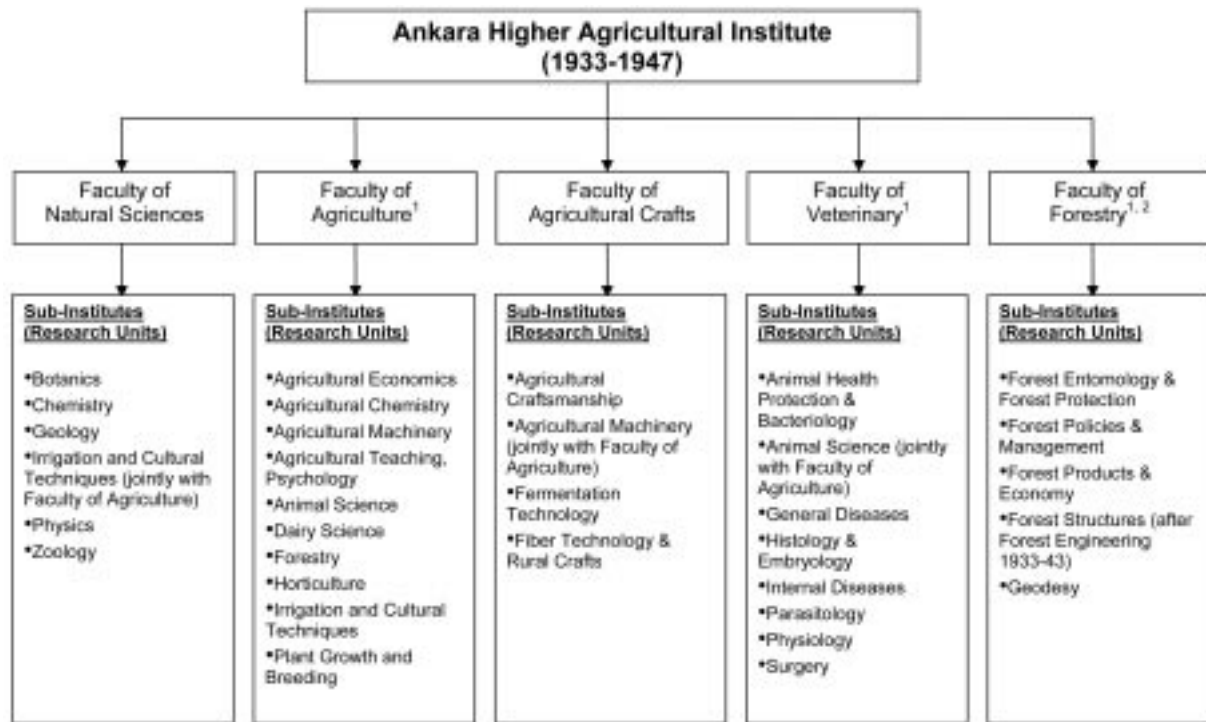 Ankara Higher Agricultural Institute
(1933-1947)
Faculty of
Natural Sciences
Faculty of
Agriculture¹
Faculty of
Agricultural Crafts
Faculty of
Veterinary¹
Faculty of
Forestry¹, ²
Sub-Institutes
(Research Units)
•Botanics
•Chemistry
•Geology
•Irrigation and Cultural
Techniques (jointly with
Faculty of Agriculture)
•Physics
•Zoology
Sub-Institutes
(Research Units)
•Agricultural Economics
•Agricultural Chemistry
•Agricultural Machinery
•Agricultural Teaching,
Psychology
•Animal Science
•Dairy Science
•Forestry
•Horticulture
•Irrigation and Cultural
Techniques
•Plant Growth and
Breeding
Sub-Institutes
(Research Units)
•Agricultural
Craftsmanship
•Agricultural Machinery
(jointly with Faculty of
Agriculture)
•Fermentation
Technology
•Fiber Technology &
Rural Crafts
Sub-Institutes
(Research Units)
•Animal Health
Protection &
Bacteriology
•Animal Science (jointly
with Faculty of
Agriculture)
•General Diseases
•Histology &
Embryology
•Internal Diseases
•Parasitology
•Physiology
•Surgery
Sub-Institutes
(Research Units)
•Forest Entomology &
Forest Protection
•Forest Policies &
Management
•Forest Products &
Economy
•Forest Structures (after
Forest Engineering
1933-43)
•Geodesy